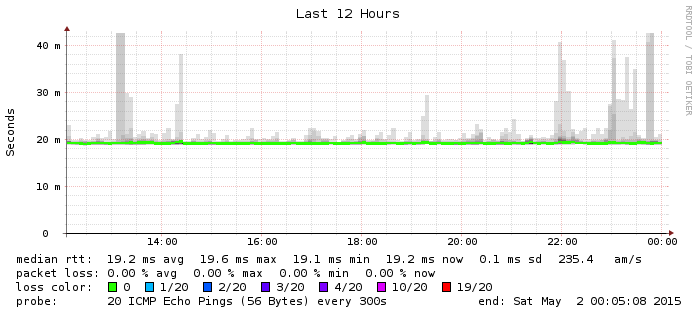 Last 12 Hours
RRDTOOL / TOBI OETIKER
Seconds
40 m
30 m
20 m
10 m
0
14:00 16:00 18:00 20:00 22:00 00:00
median rtt: 19.2 ms avg 19.6 ms max 19.1 ms min 19.2 ms now 0.1 ms sd 235.4 am/s
packet loss: 0.00 % avg 0.00 % max 0.00 % min 0.00 % now
loss color: 0 1/20 2/20 3/20 4/20 10/20 19/20
probe: 20 ICMP Echo Pings (56 Bytes) every 300s end: Sat May 2 00:05:08 2015